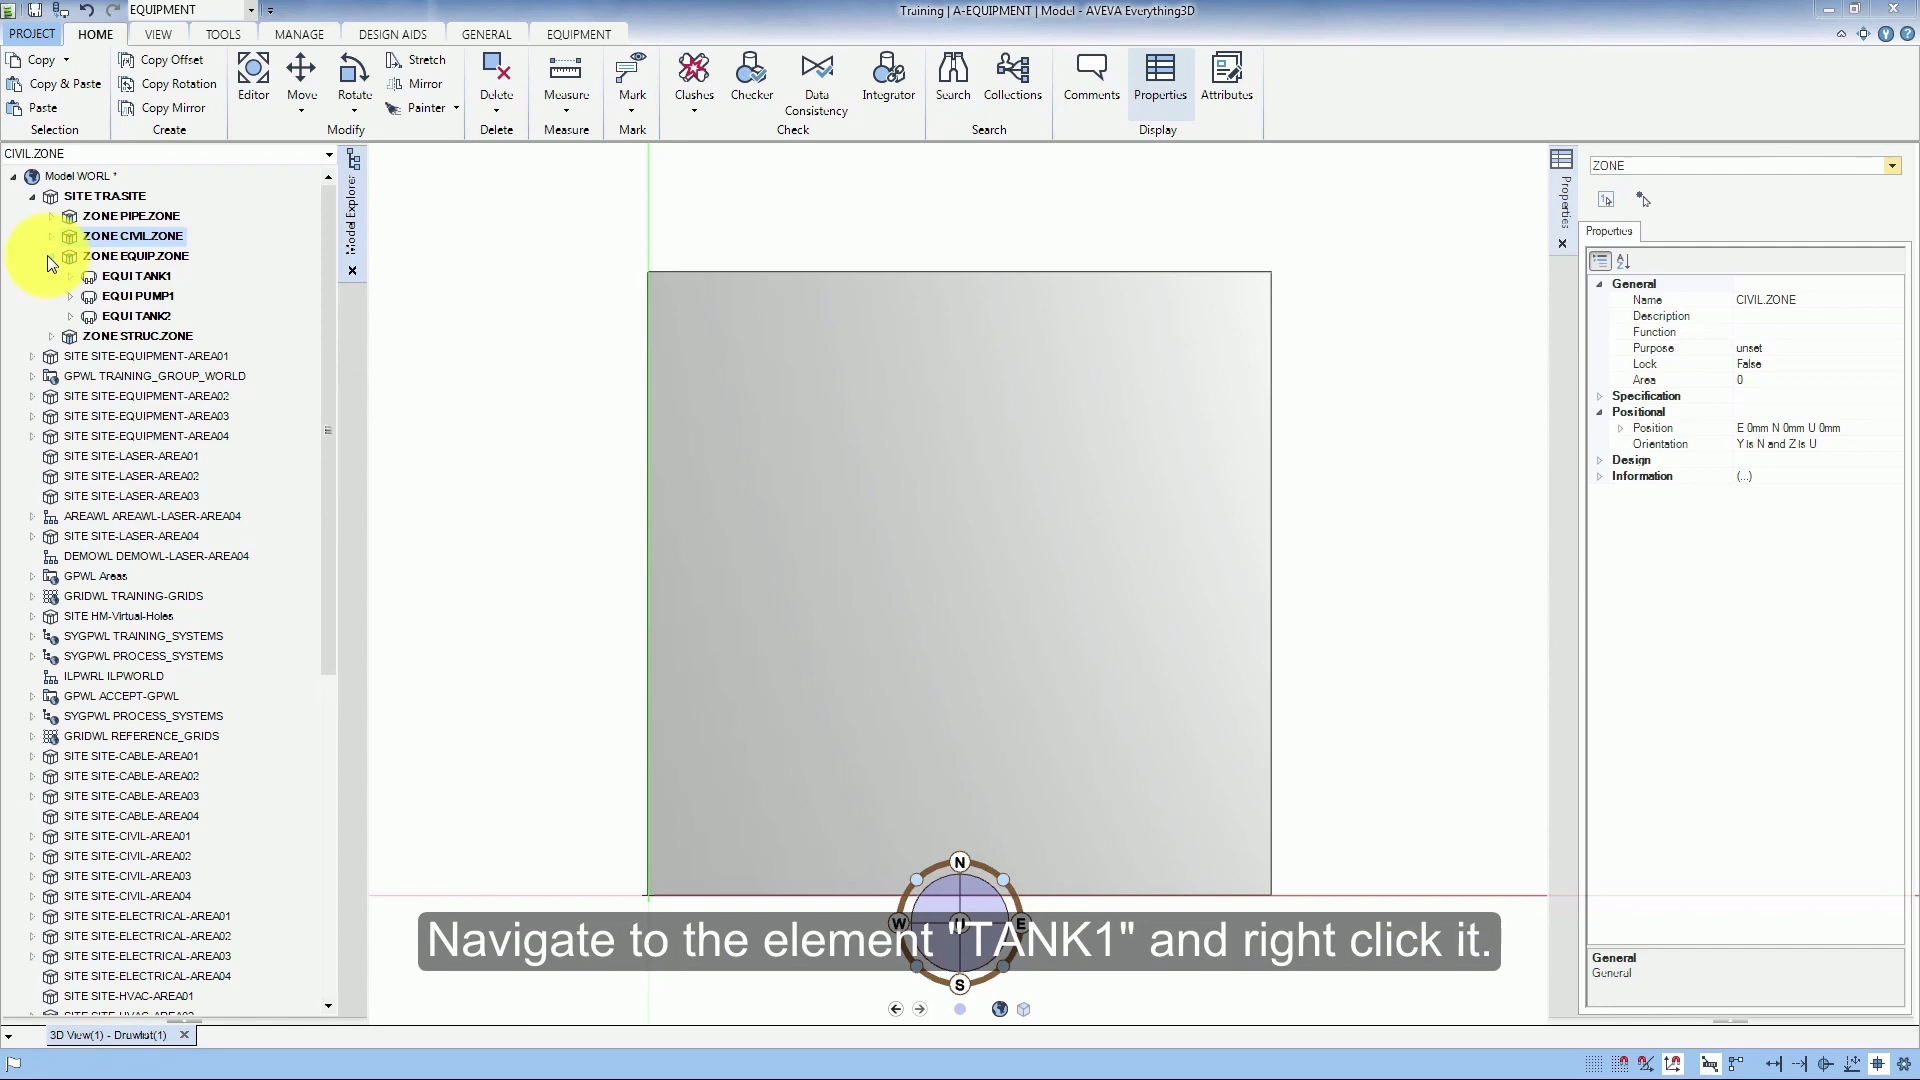 EQUIPMENT
Training | A-EQUIPMENT | Model - AVEVA Everything3D
PROJECT HOME VIEW TOOLS MANAGE DESIGN AIDS GENERAL EQUIPMENT
Copy
Copy & Paste
Paste
Selection
Copy Offset
Copy Rotation
Copy Mirror
Create
Editor
Move
Rotate
Stretch
Mirror
Painter
Modify
Delete
Delete
Measure
Measure
Mark
Mark
Clashes
Checker
Data
Consistency
Integrator
Check
Search
Collections
Search
Comments
Properties
Attributes
Display
CIVIL.ZONE
Model WORL *
SITE TRA.SITE
ZONE PIPE.ZONE
ZONE CIVIL.ZONE
ZONE EQUIP.ZONE
EQUI TANK1
EQUI PUMP1
EQUI TANK2
ZONE STRUC.ZONE
SITE SITE-EQUIPMENT-AREA01
GPWL TRAINING_GROUP_WORLD
SITE SITE-EQUIPMENT-AREA02
SITE SITE-EQUIPMENT-AREA03
SITE SITE-EQUIPMENT-AREA04
SITE SITE-LASER-AREA01
SITE SITE-LASER-AREA02
SITE SITE-LASER-AREA03
AREAWL AREAWL-LASER-AREA04
SITE SITE-LASER-AREA04
DEMOWL DEMOWL-LASER-AREA04
GPWL Areas
GRIDWL TRAINING-GRIDS
SITE HM-Virtual-Holes
SYGPWL TRAINING_SYSTEMS
SYGPWL PROCESS_SYSTEMS
ILPWRL ILPWORLD
GPWL ACCEPT-GPWL
SYGPWL PROCESS_SYSTEMS
GRIDWL REFERENCE_GRIDS
SITE SITE-CABLE-AREA01
SITE SITE-CABLE-AREA02
SITE SITE-CABLE-AREA03
SITE SITE-CABLE-AREA04
SITE SITE-CIVIL-AREA01
SITE SITE-CIVIL-AREA02
SITE SITE-CIVIL-AREA03
SITE SITE-CIVIL-AREA04
SITE SITE-ELECTRICAL-AREA01
SITE SITE-ELECTRICAL-AREA02
SITE SITE-ELECTRICAL-AREA03
SITE SITE-ELECTRICAL-AREA04
SITE SITE-HVAC-AREA01
Model Explorer
N
W U E
S
Navigate to the element "TANK1" and right click it.
Properties
ZONE
Properties
General
Name CIVIL.ZONE
Description
Function
Purpose unset
Lock False
Area 0
Specification
Positional
Position E 0mm N 0mm U 0mm
Orientation Y is N and Z is U
Design
Information (...)
General
General
3D View(1) - Drawlist(1)